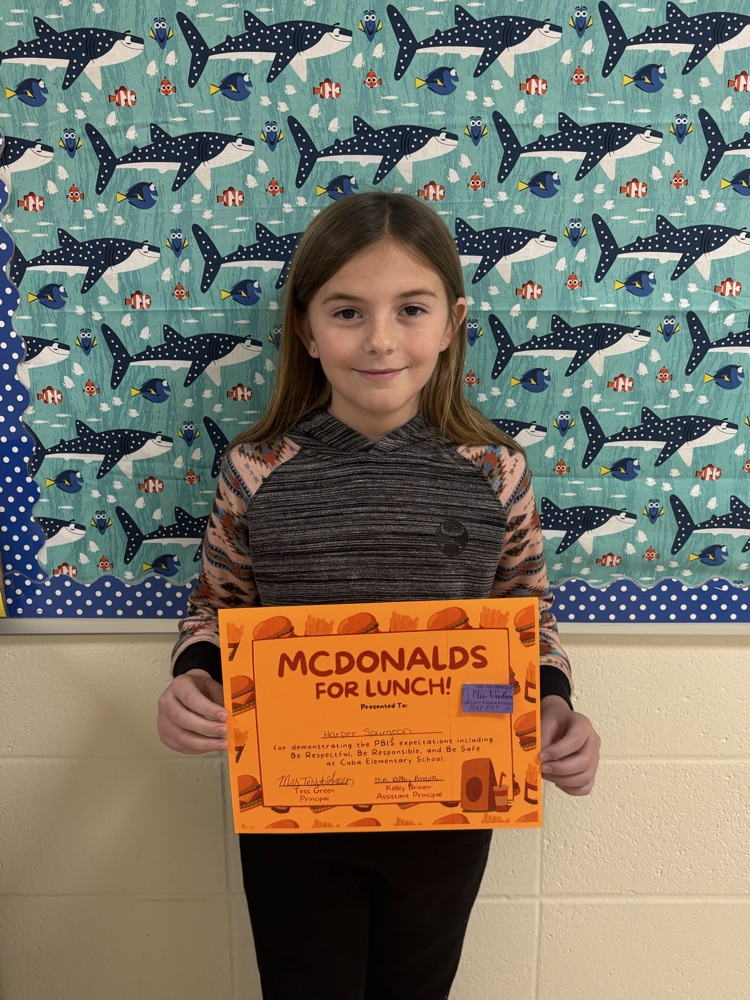 MCDONALDS
FOR LUNCH!
Presented To:
Harper Spurgeon
for demonstrating the PBIS expectations including
Be Respectful, Be Responsible, and Be Safe
at Cuba Elementary School.
Tess Green
Principal
Kelley Brown
Assistant Principal